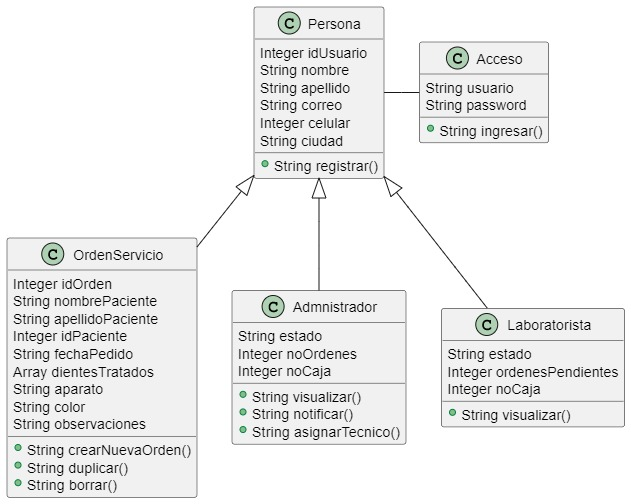 C Persona
Integer idUsuario
String nombre
String apellido
String correo
Integer celular
String ciudad
String registrar()
C Acceso
String usuario
String password
String ingresar()
C OrdenServicio
Integer idOrden
String nombrePaciente
String apellidoPaciente
Integer idPaciente
String fechaPedido
Array dientesTratados
String aparato
String color
String observaciones
String crearNuevaOrden()
String duplicar()
String borrar()
C Admnistrador
String estado
Integer noOrdenes
Integer noCaja
String visualizar()
String notificar()
String asignarTecnico()
C Laboratorista
String estado
Integer ordenesPendientes
Integer noCaja
String visualizar()